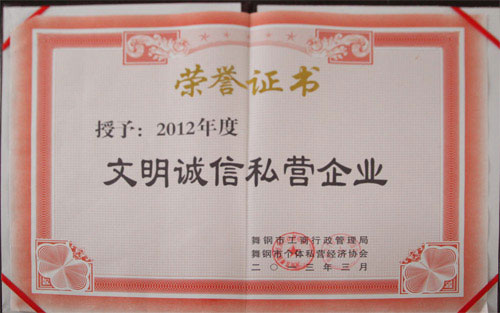 荣誉证书
授予：2012年度
文明诚信私营企业
舞钢市工商行政管理局
舞钢市个体私营经济协会
二〇一三年三月